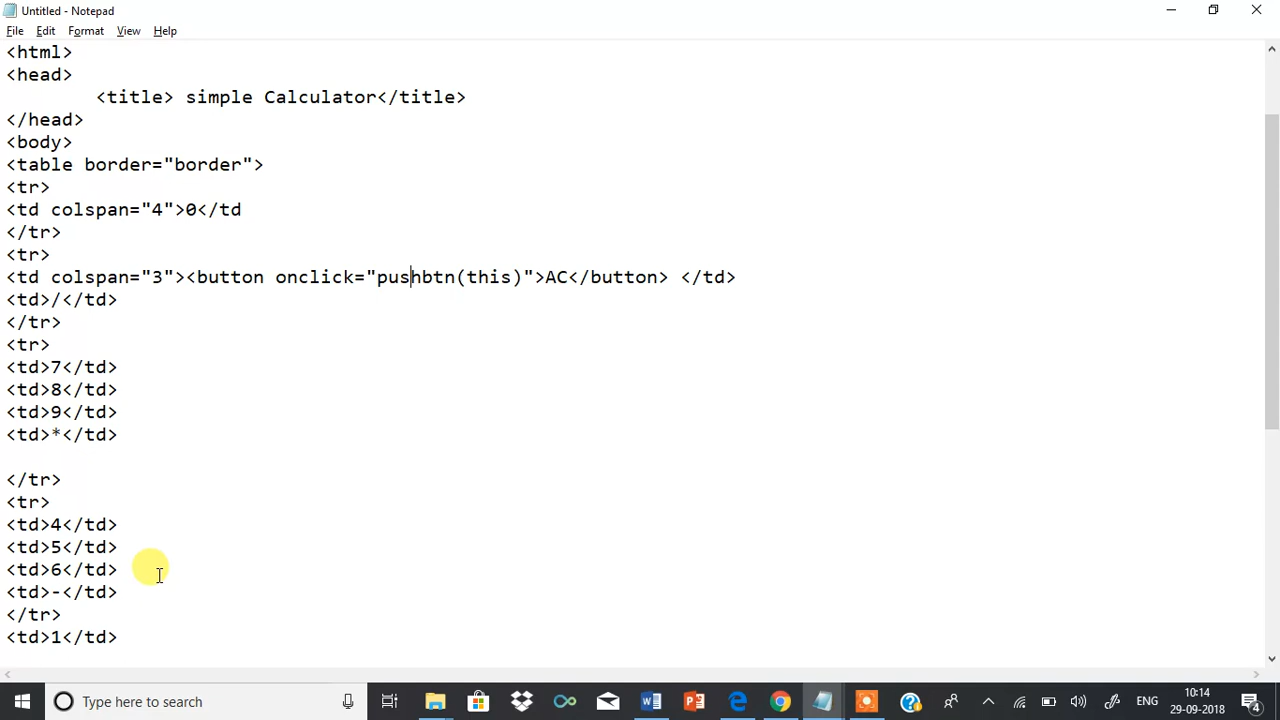 Untitled - Notepad
File Edit Format View Help
<html>
<head>
<title> simple Calculator</title>
</head>
<body>
<table border="border">
<tr>
<td colspan="4">0</td
</tr>
<tr>
<td colspan="3"><button onclick="pushbtn(this)">AC</button> </td>
<td>/</td>
</tr>
<tr>
<td>7</td>
<td>8</td>
<td>9</td>
<td>*</td>
</tr>
<tr>
<td>4</td>
<td>5</td>
<td>6</td>
<td>-</td>
</tr>
<td>1</td>
Type here to search
ENG
10:14
29-09-2018
4